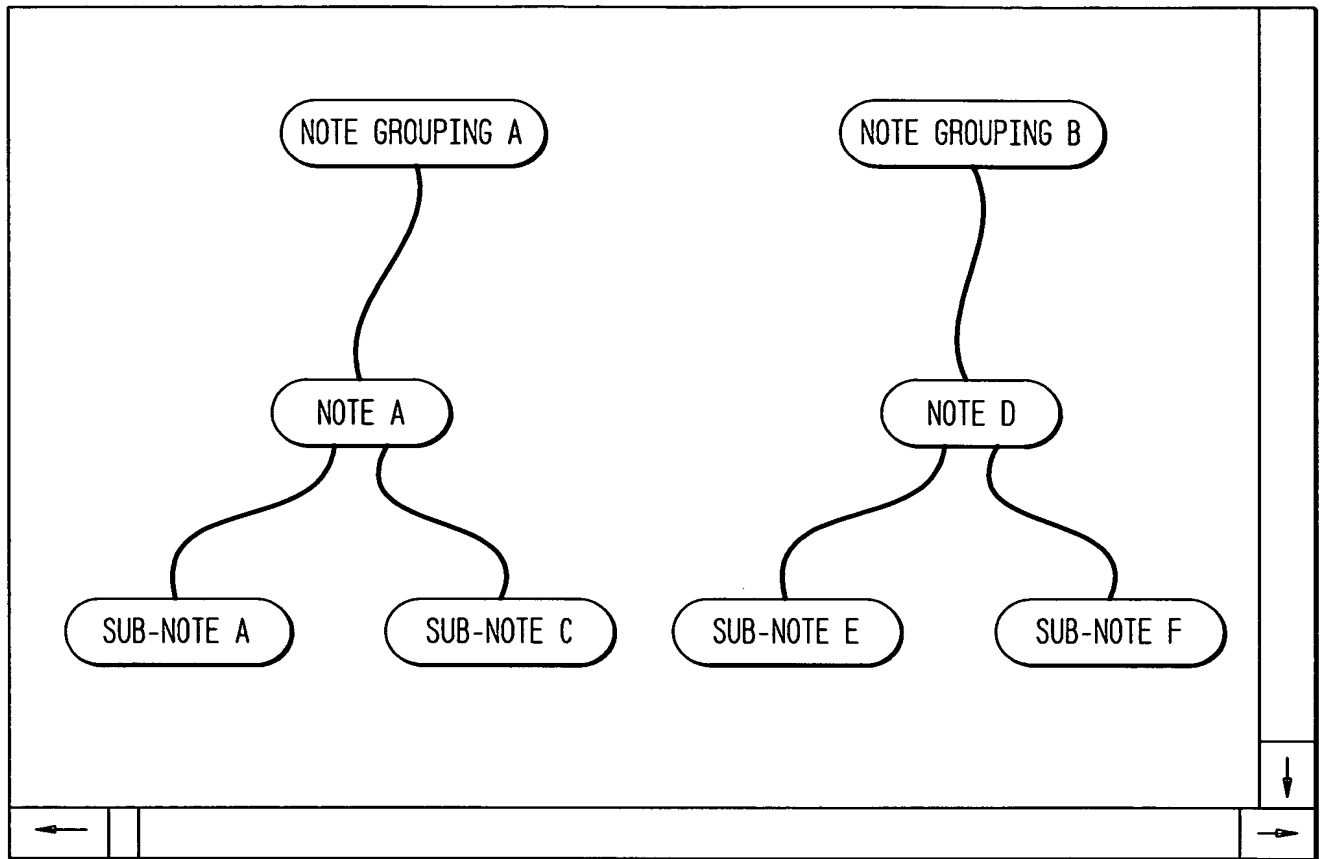 NOTE GROUPING A
NOTE GROUPING B
NOTE A
NOTE D
SUB-NOTE A
SUB-NOTE C
SUB-NOTE E
SUB-NOTE F